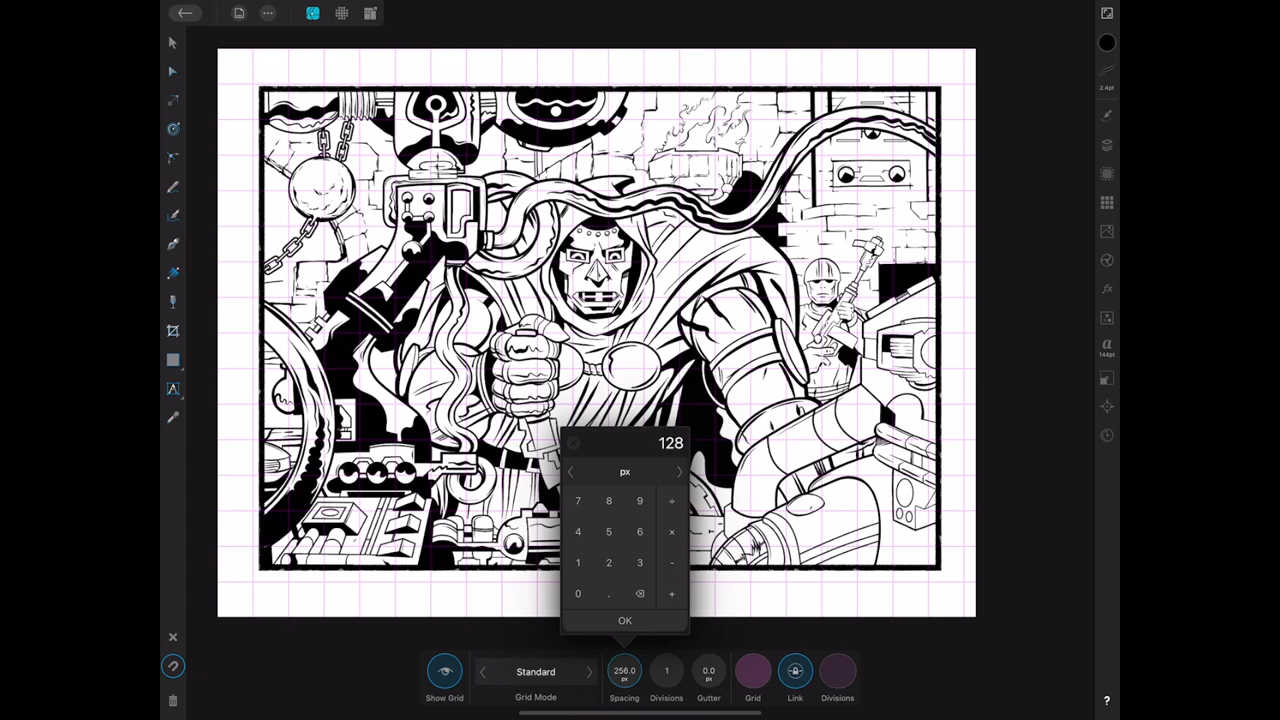 2.4pt
a
144pt
A
128
px
7 8 9 ÷
4 5 6 ×
1 2 3 -
0 . +
OK
Show Grid
Standard
Grid Mode
256.0 px
Spacing
1
Divisions
0.0 px
Gutter
Grid
Link
Divisions
?